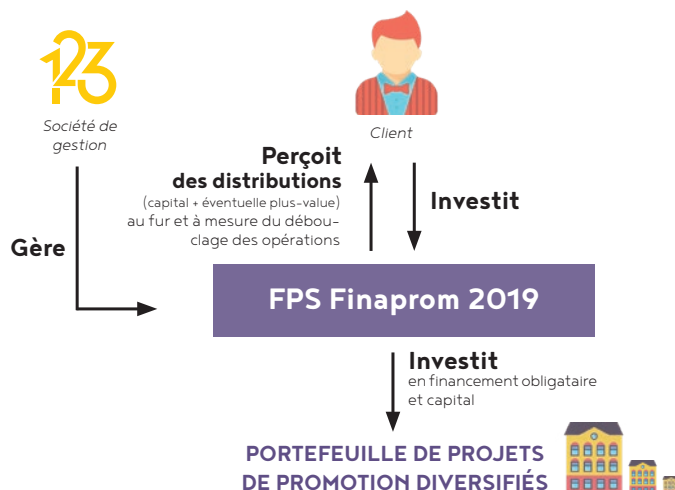 123
Société de
gestion
Client
Perçoit
des distributions
(capital + éventuelle plus-value)
au fur et à mesure du débou-
clage des opérations
Investit
Gère
FPS Finaprom 2019
Investit
en financement obligataire
et capital
PORTEFEUILLE DE PROJETS
DE PROMOTION DIVERSIFIÉS